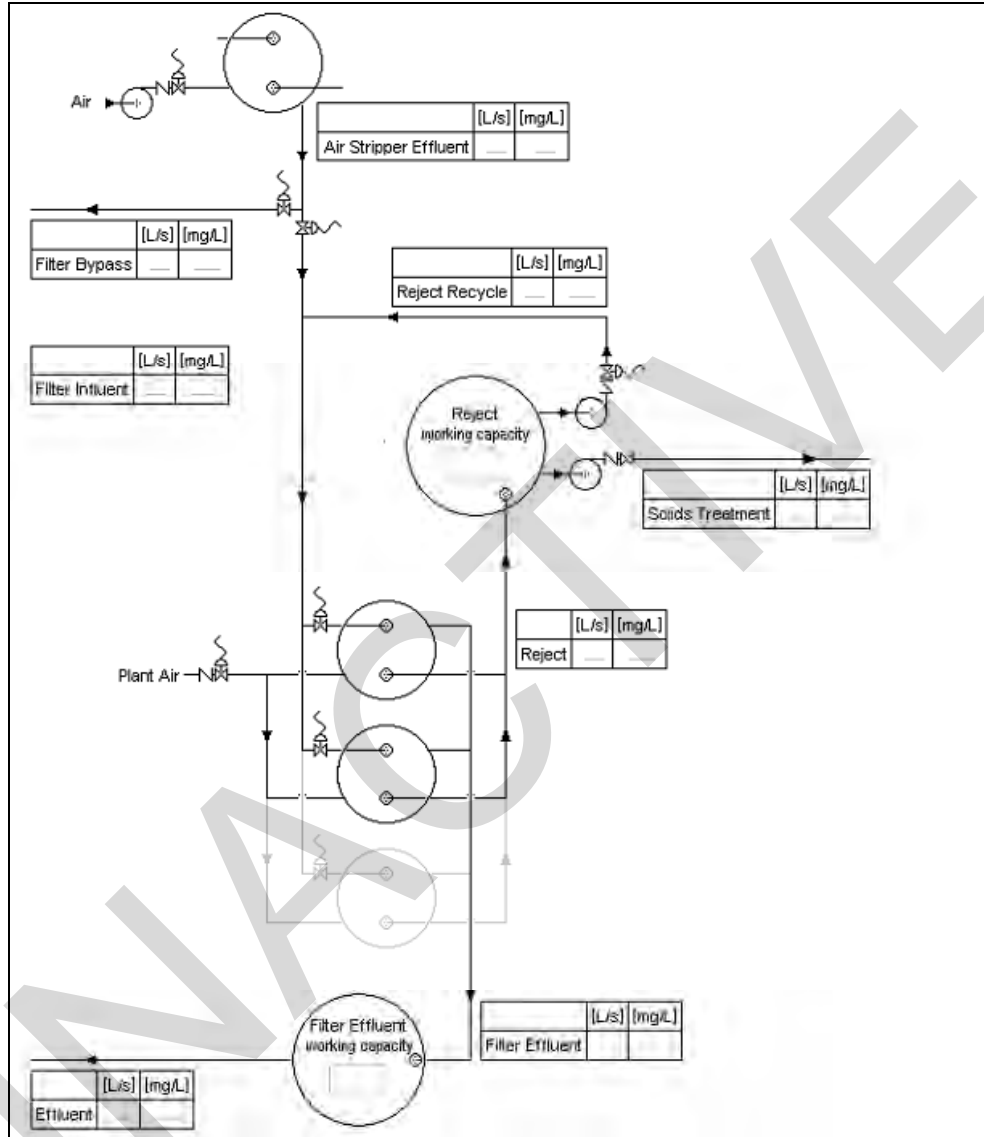 Air
[L/s] [mg/L]
Air Stripper Effluent
[L/s] [mg/L]
Filter Bypass
[L/s] [mg/L]
Reject Recycle
[L/s] [mg/L]
Filter Influent
Reject
working capacity
[L/s] [mg/L]
Solids Treatment
[L/s] [mg/L]
Reject
Plant Air
Filter Effluent
working capacity
[L/s] [mg/L]
Filter Effluent
[L/s] [mg/L]
Effluent
INACTIVE